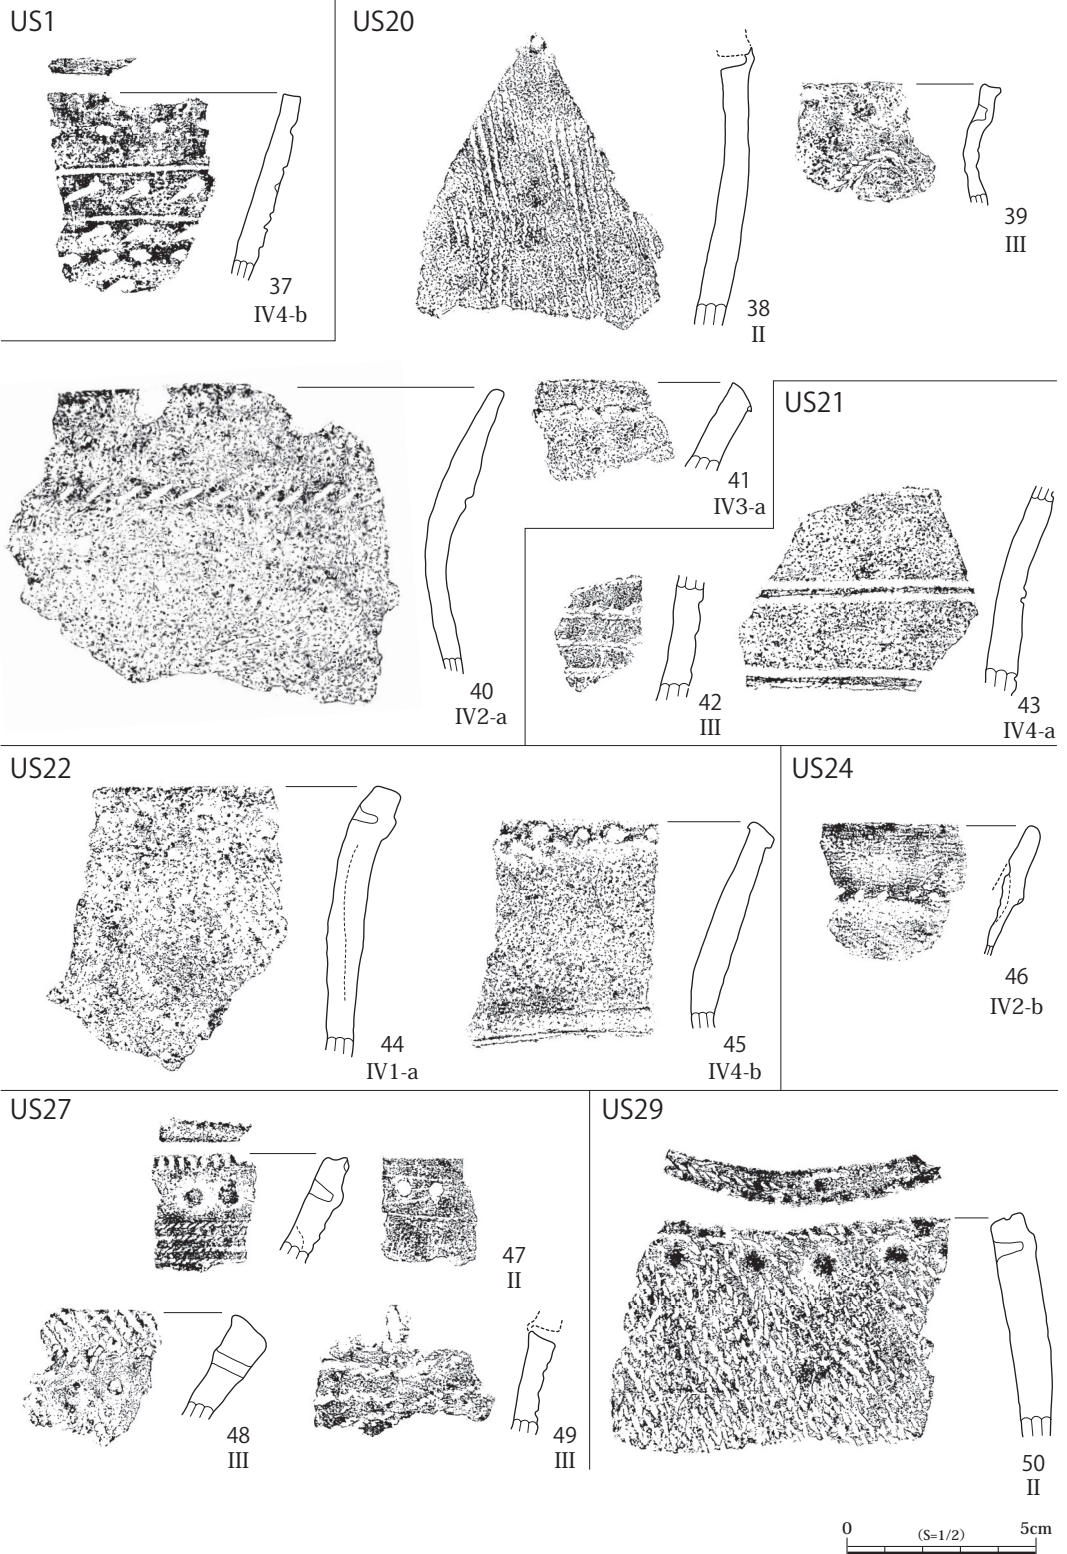 US1
US20
37
IV4-b
38
II
39
III
40
IV2-a
41
IV3-a
US21
42
III
43
IV4-a
US22
44
IV1-a
45
IV4-b
US24
46
IV2-b
US27
47
II
48
III
49
III
US29
50
II
0 (S=1/2) 5cm